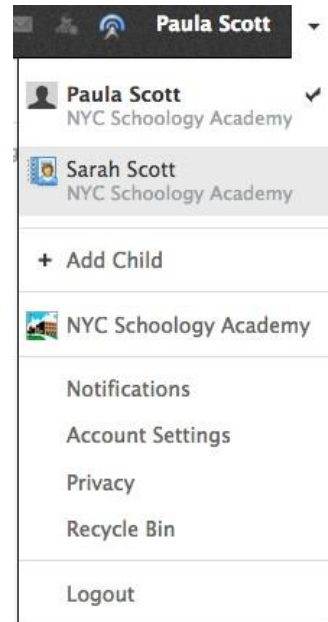 Paula Scott
Paula Scott
NYC Schoology Academy
Sarah Scott
NYC Schoology Academy
+ Add Child
NYC Schoology Academy
Notifications
Account Settings
Privacy
Recycle Bin
Logout